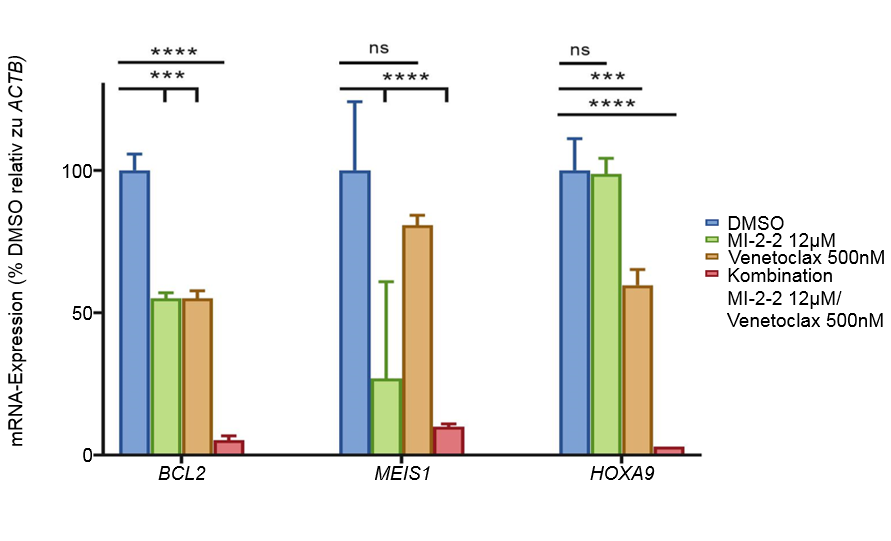 **** ns ns
*** **** ***
****
mRNA-Expression (% DMSO relativ zu ACTB)
100
50
0
BCL2 MEIS1 HOXA9
DMSO
MI-2-2 12µM
Venetoclax 500nM
Kombination
MI-2-2 12µM/
Venetoclax 500nM